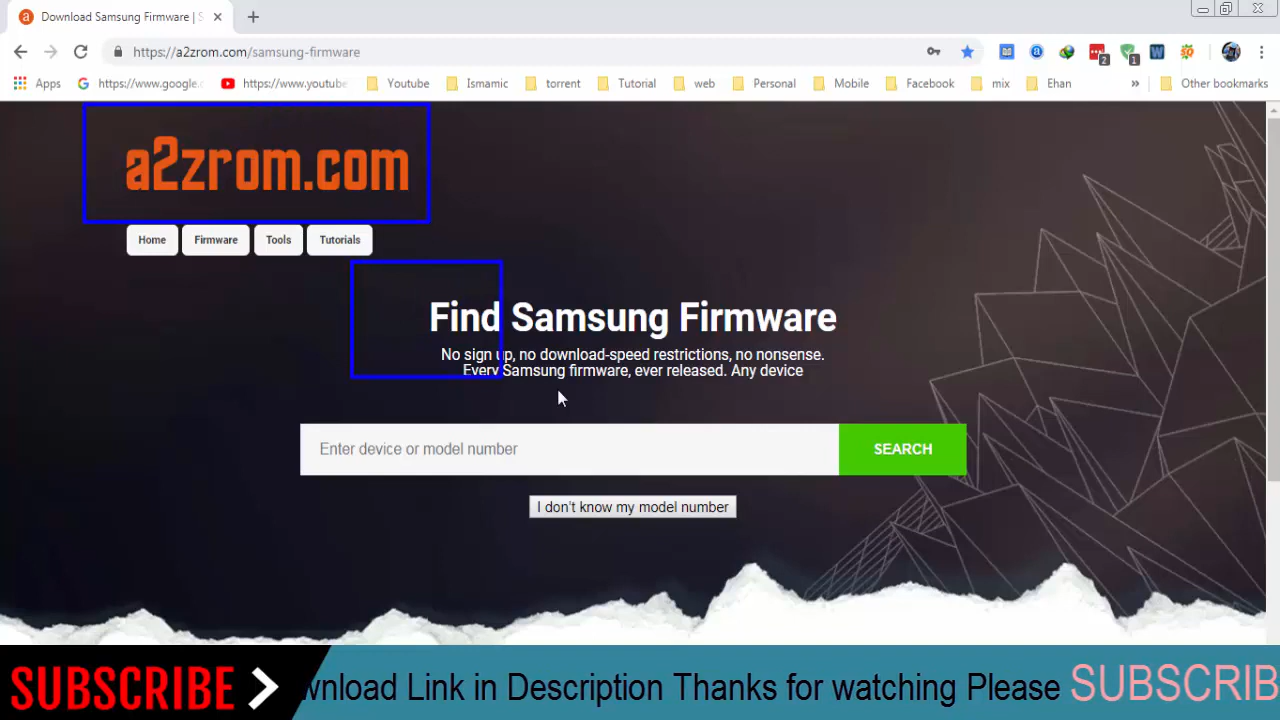 Download Samsung Firmware | S
https://a2zrom.com/samsung-firmware
2
1
Apps
https://www.google.c
https://www.youtube
Youtube
Ismamic
torrent
Tutorial
web
Personal
Mobile
Facebook
mix
Ehan
»
Other bookmarks
a2zrom.com
Home
Firmware
Tools
Tutorials
Find Samsung Firmware
No sign up, no download-speed restrictions, no nonsense.
Every Samsung firmware, ever released. Any device
Enter device or model number
SEARCH
I don't know my model number
SUBSCRIBE
wnload Link in Description Thanks for watching Please SUBSCRIB